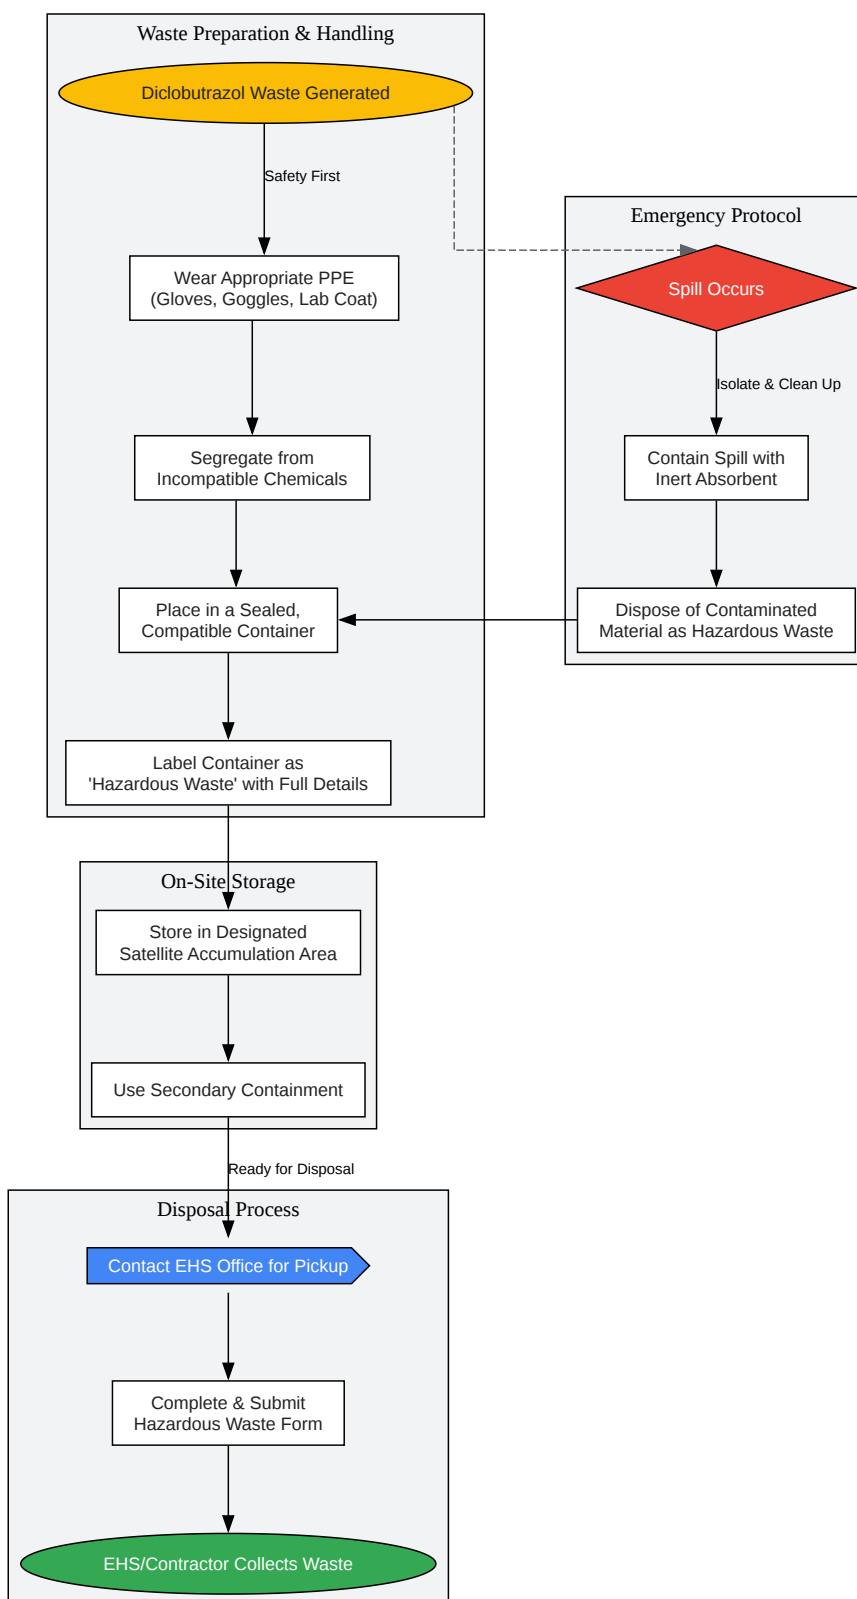 Waste Preparation & Handling
Diclobutrazol Waste Generated
Safety First
Wear Appropriate PPE
(Gloves, Goggles, Lab Coat)
Segregate from
Incompatible Chemicals
Place in a Sealed,
Compatible Container
Label Container as
'Hazardous Waste' with Full Details
Emergency Protocol
Spill Occurs
Isolate & Clean Up
Contain Spill with
Inert Absorbent
Dispose of Contaminated
Material as Hazardous Waste
On-Site Storage
Store in Designated
Satellite Accumulation Area
Use Secondary Containment
Ready for Disposal
Disposal Process
Contact EHS Office for Pickup
Complete & Submit
Hazardous Waste Form
EHS/Contractor Collects Waste